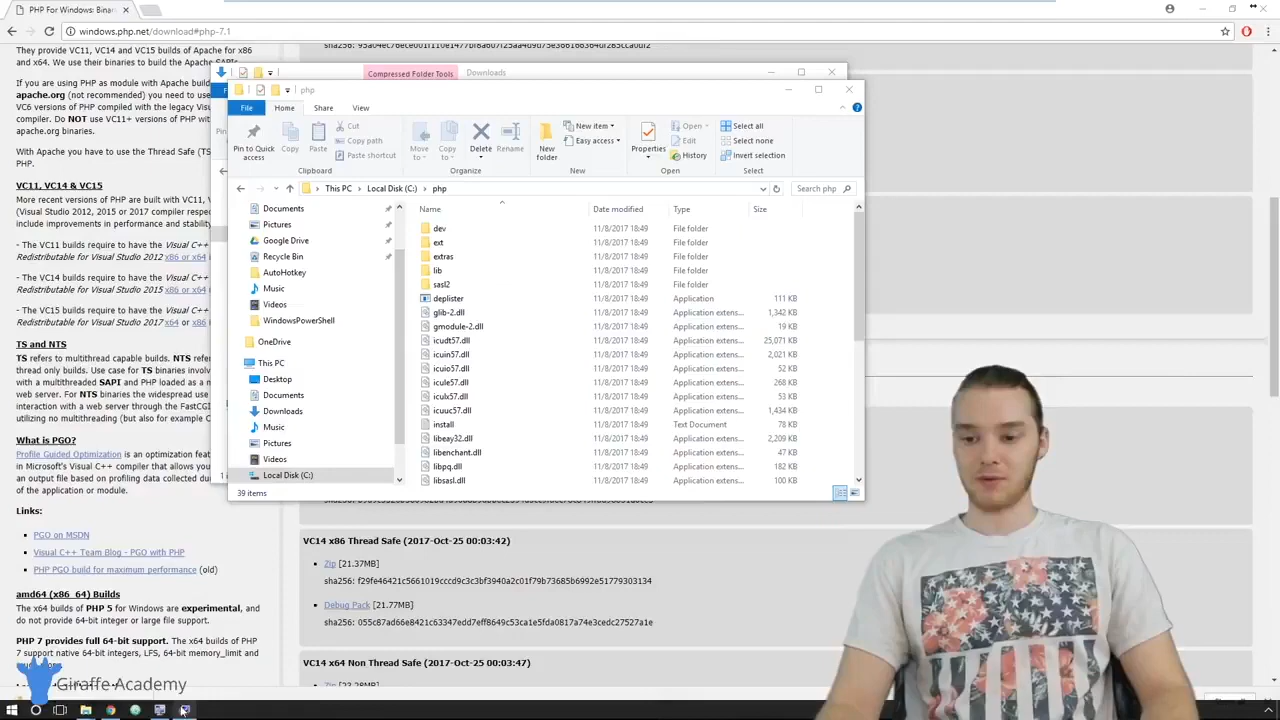 PHP For Windows: Binar
windows.php.net/download#php-7.1
They provide VC11, VC14 and VC15 builds of Apache for x86
and x64. We use their binaries to build the Apache SAPIs.
If you are using PHP as module with Apache build
apache.org (not recommended) you need to use
VC6 versions of PHP compiled with the legacy Visu
compiler. Do NOT use VC11+ versions of PHP with
apache.org binaries.
With Apache you have to use the Thread Safe (TS
PHP.
VC11, VC14 & VC15
More recent versions of PHP are built with VC11, V
(Visual Studio 2012, 2015 or 2017 compiler respec
include improvements in performance and stability
- The VC11 builds require to have the Visual C++
Redistributable for Visual Studio 2012 x86 or x64
- The VC14 builds require to have the Visual C++
Redistributable for Visual Studio 2015 x86 or x64
- The VC15 builds require to have the Visual C++
Redistributable for Visual Studio 2017 x64 or x86
TS and NTS
TS refers to multithread capable builds. NTS refer
thread only builds. Use case for TS binaries involv
with a multithreaded SAPI and PHP loaded as a m
web server. For NTS binaries the widespread use c
interaction with a web server through the FastCGI
utilizing no multithreading (but also for example C
What is PGO?
Profile Guided Optimization is an optimization feat
in Microsoft's Visual C++ compiler that allows you
an output file based on profiling data collected du
of the application or module.
Links:
PGO on MSDN
Visual C++ Team Blog - PGO with PHP
PHP PGO build for maximum performance (old)
amd64 (x86_64) Builds
The x64 builds of PHP 5 for Windows are experimental, and
do not provide 64-bit integer or large file support.
PHP 7 provides full 64-bit support. The x64 builds of PHP
7 support native 64-bit integers, LFS, 64-bit memory_limit and
Giraffe Academy
Compressed Folder Tools
Downloads
php
File
Home
Share
View
Pin to Quick access
Copy
Paste
Cut
Copy path
Paste shortcut
Clipboard
Move to
Copy to
Delete
Rename
Organize
New folder
New item
Easy access
New
Properties
Open
Edit
History
Open
Select all
Select none
Invert selection
Select
This PC
Local Disk (C:)
php
Search php
Documents
Pictures
Google Drive
Recycle Bin
AutoHotkey
Music
Videos
WindowsPowerShell
OneDrive
This PC
Desktop
Documents
Downloads
Music
Pictures
Videos
Local Disk (C:)
Name Date modified Type Size
dev 11/8/2017 18:49 File folder
ext 11/8/2017 18:49 File folder
extras 11/8/2017 18:49 File folder
lib 11/8/2017 18:49 File folder
sasl2 11/8/2017 18:49 File folder
deplister 11/8/2017 18:49 Application 111 KB
glib-2.dll 11/8/2017 18:49 Application extens... 1,342 KB
gmodule-2.dll 11/8/2017 18:49 Application extens... 19 KB
icudt57.dll 11/8/2017 18:49 Application extens... 25,071 KB
icuin57.dll 11/8/2017 18:49 Application extens... 2,021 KB
icuio57.dll 11/8/2017 18:49 Application extens... 52 KB
icule57.dll 11/8/2017 18:49 Application extens... 268 KB
iculx57.dll 11/8/2017 18:49 Application extens... 53 KB
icuuc57.dll 11/8/2017 18:49 Application extens... 1,434 KB
install 11/8/2017 18:49 Text Document 78 KB
libeay32.dll 11/8/2017 18:49 Application extens... 2,209 KB
libenchant.dll 11/8/2017 18:49 Application extens... 47 KB
libpq.dll 11/8/2017 18:49 Application extens... 182 KB
libsasl.dll 11/8/2017 18:49 Application extens... 100 KB
39 items
VC14 x86 Thread Safe (2017-Oct-25 00:03:42)
Zip [21.37MB]
sha256: f29fe46421c5661019cccd9c3c3bf3940a2c01f79b73685b6992e51779303134
Debug Pack [21.77MB]
sha256: 055c87ad66e8421c63347edd7eff8649c53ca1e5fda0817a74e3cedc27527a1e
VC14 x64 Non Thread Safe (2017-Oct-25 00:03:47)